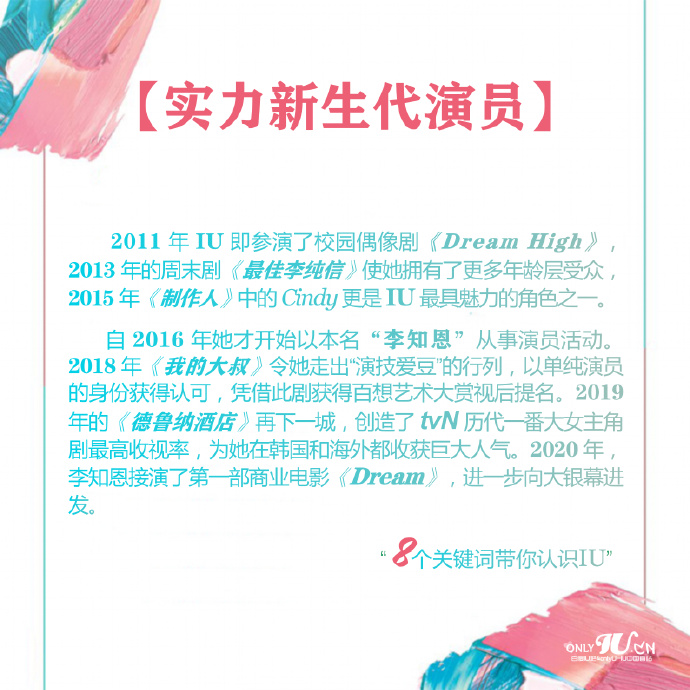 【实力新生代演员】
2011 年 IU 即参演了校园偶像剧《Dream High》，
2013 年的周末剧《最佳李纯信》使她拥有了更多年龄层受众，
2015 年《制作人》中的 Cindy 更是 IU 最具魅力的角色之一。
自 2016 年她才开始以本名“李知恩”从事演员活动。
2018 年《我的大叔》令她走出“演技爱豆”的行列，以单纯演员
的身份获得认可，凭借此剧获得百想艺术大赏视后提名。2019
年的《德鲁纳酒店》再下一城，创造了 tvN 历代一番大女主角
剧最高收视率，为她在韩国和海外都收获巨大人气。2020 年，
李知恩接演了第一部商业电影《Dream》，进一步向大银幕进
发。
“ 8个关键词带你认识IU”
ONLY IU.CN